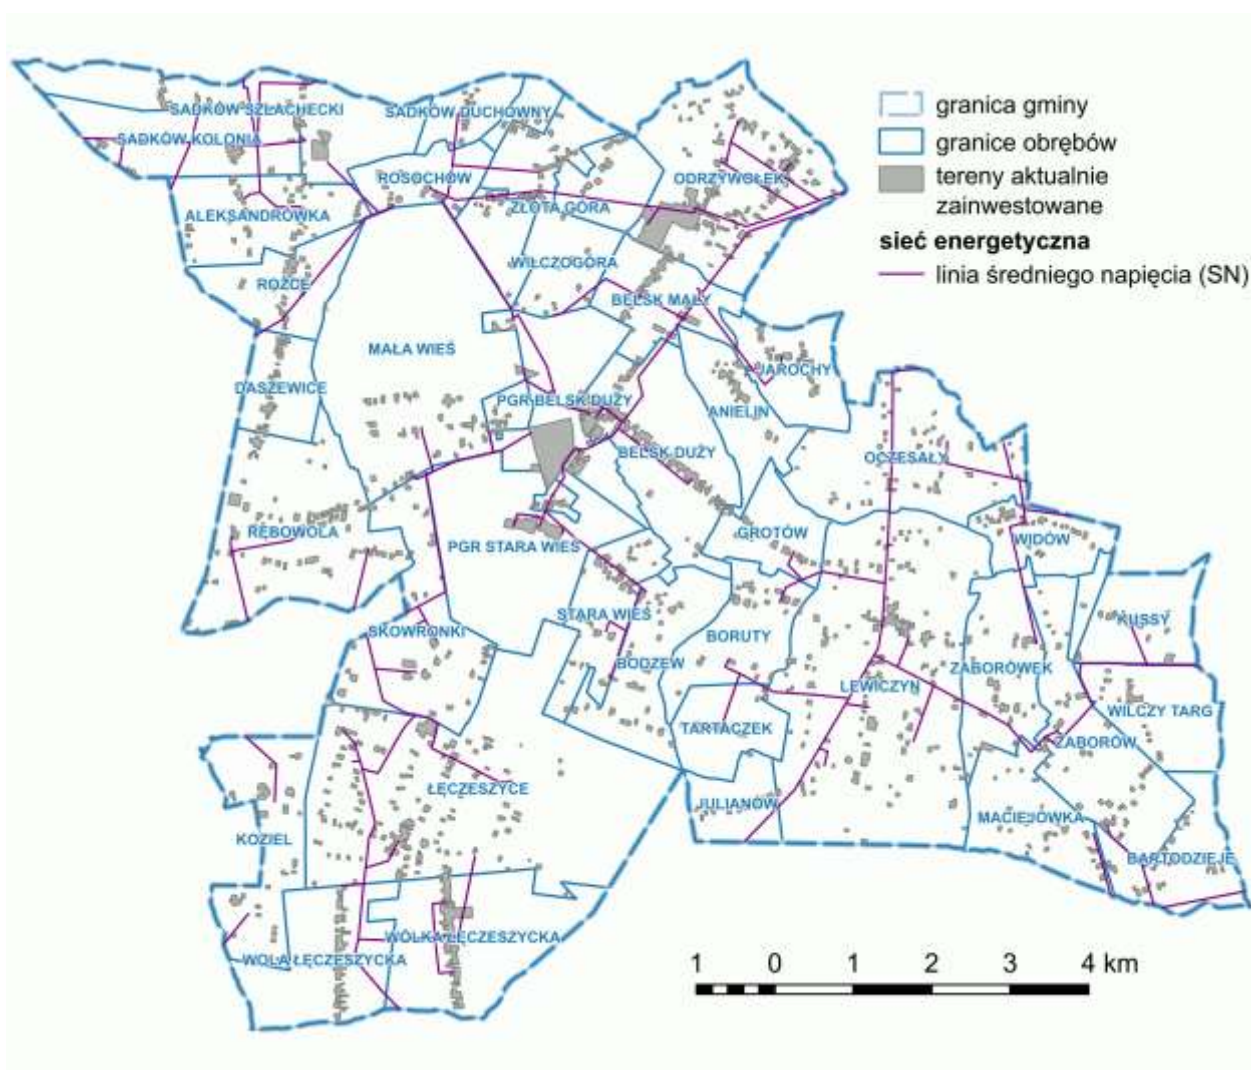 granica gminy
granice obrębów
tereny aktualnie
zainwestowane
sieć energetyczna
linia średniego napięcia (SN)
SADKÓW SZLACHECKI
SADKÓW DUCHOWNY
SADKÓW KOLONIA
ROSOCHÓW
ODRZYWOŁEK
ALEKSANDRÓWKA
ZŁOTA GÓRA
WILCZOGÓRA
ROŻCE
BELSK MAŁY
MAŁA WIEŚ
JAROCHY
DASZEWICE
PGR BELSK DUŻY
ANIELIN
BELSK DUŻY
OCZESAŁY
RĘBOWOLA
GROTÓW
WIDÓW
PGR STARA WIEŚ
STARA WIEŚ
KUSSY
SKOWRONKI
BORUTY
BODZEW
ZABORÓWEK
LEWICZYN
WILCZY TARG
TARTACZEK
ZABORÓW
ŁĘCZESZYCE
JULIANÓW
MACIEJÓWKA
KOZIEL
BARTODZIEJE
WÓLKA ŁĘCZESZYCKA
WOLA ŁĘCZESZYCKA
1 0 1 2 3 4 km